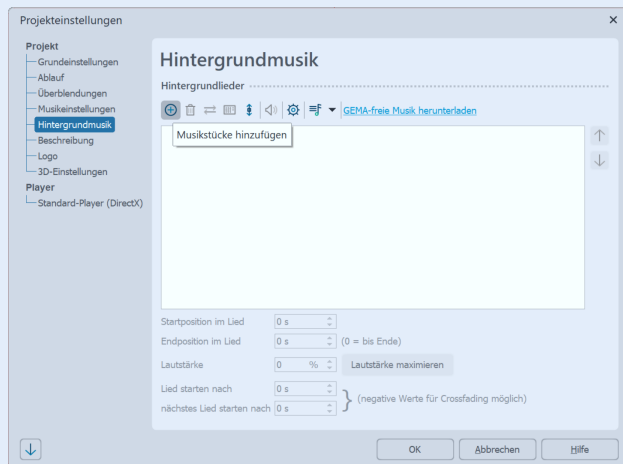 Projekteinstellungen
Projekt
Grundeinstellungen
Ablauf
Überblendungen
Musikeinstellungen
Hintergrundmusik
Beschreibung
Logo
3D-Einstellungen
Player
Standard-Player (DirectX)
Hintergrundmusik
Hintergrundlieder
GEMA-freie Musik herunterladen
Musikstücke hinzufügen
Startposition im Lied 0 s
Endposition im Lied 0 s (0 = bis Ende)
Lautstärke 0 % Lautstärke maximieren
Lied starten nach 0 s
(negative Werte für Crossfading möglich)
nächstes Lied starten nach 0 s
OK Abbrechen Hilfe